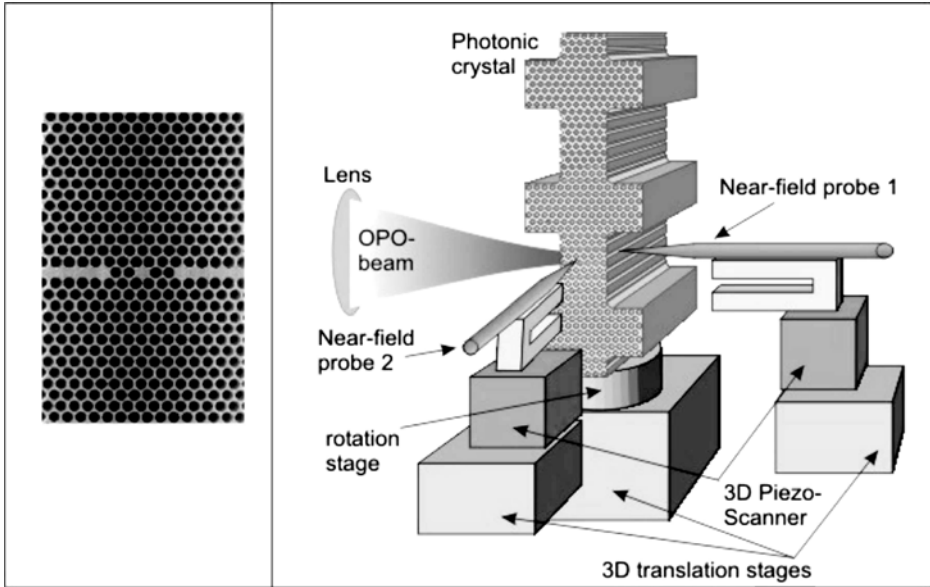 Photonic
crystal
Lens
OPO-
beam
Near-field probe 1
Near-field
probe 2
rotation
stage
3D Piezo-
Scanner
3D translation stages